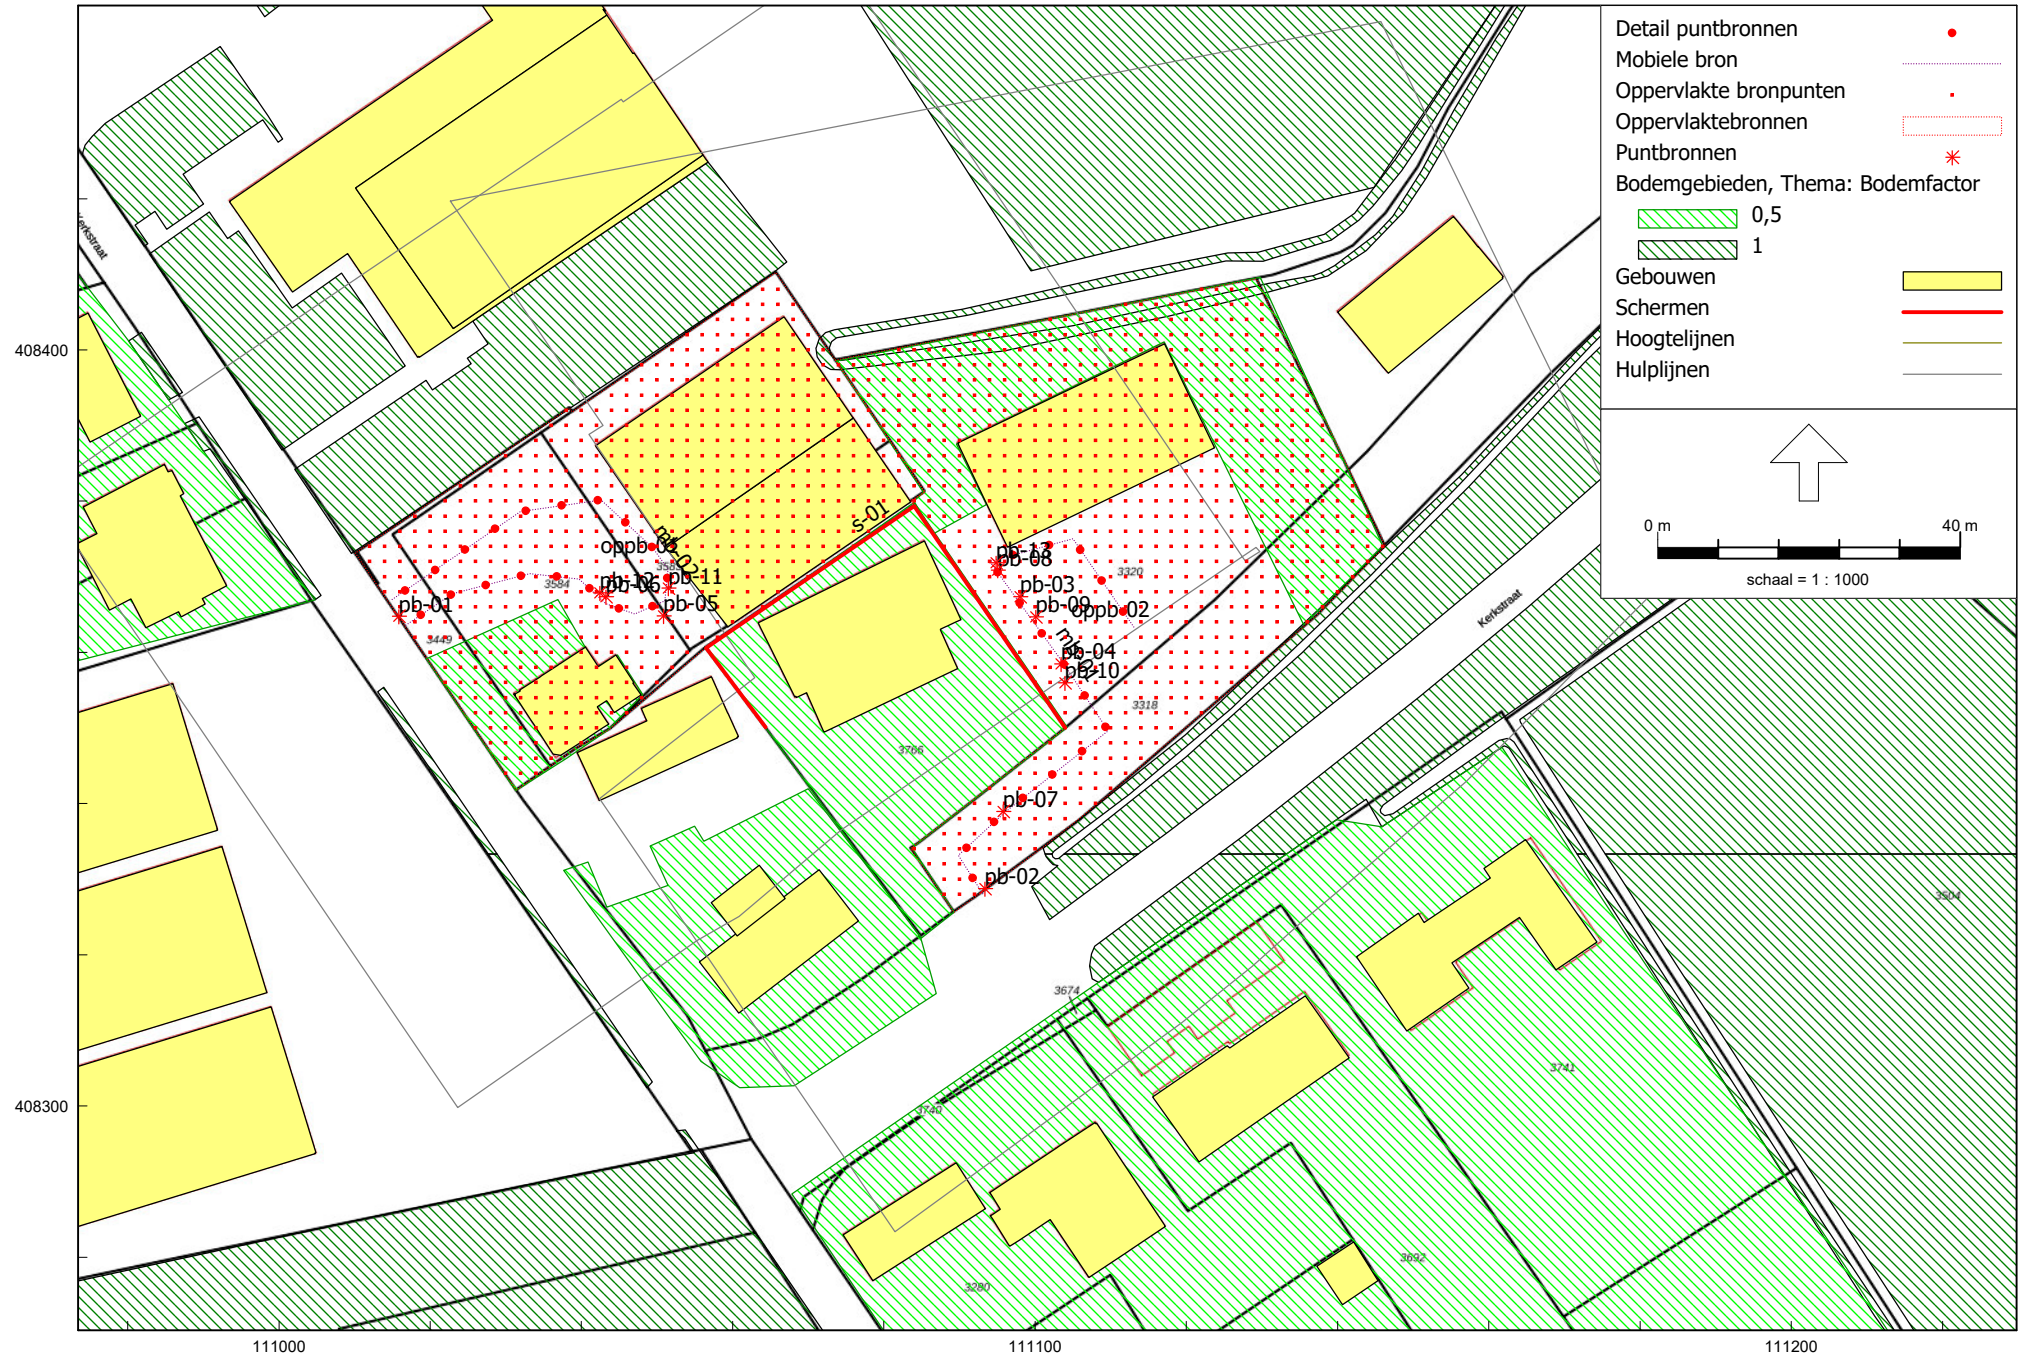 Detail puntbronnen
Mobiele bron
Oppervlakte bronpunten
Oppervlaktebronnen
Puntbronnen
Bodemgebieden, Thema: Bodemfactor
0,5
1
Gebouwen
Schermen
Hoogtelijnen
Hulplijnen
0 m
40 m
schaal = 1 : 1000
Kerkstraat
408400
s-01
pb-13
pb-08
pb-11
3584
pb-06
pb-03
3320
pb-01
pb-05
pb-09
oppb-02
Kerkstraat
3449
pb-04
pb-10
3318
3766
pb-07
pb-02
3504
3674
3741
408300
3740
3692
3280
111000
111100
111200